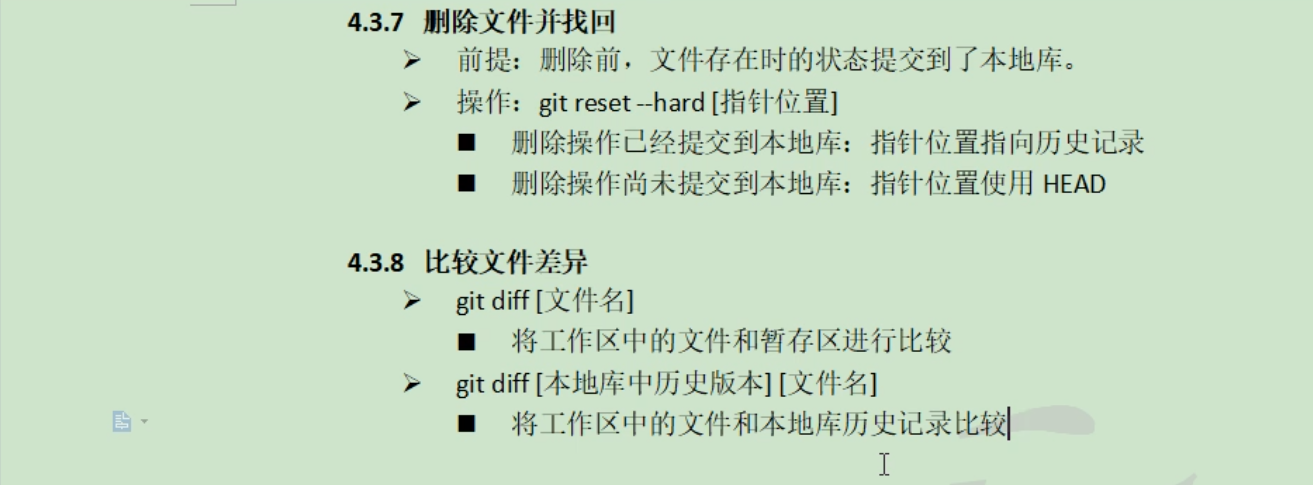 4.3.7 删除文件并找回
➢ 前提：删除前，文件存在时的状态提交到了本地库。
➢ 操作：git reset --hard [指针位置]
■ 删除操作已经提交到本地库：指针位置指向历史记录
■ 删除操作尚未提交到本地库：指针位置使用 HEAD
4.3.8 比较文件差异
➢ git diff [文件名]
■ 将工作区中的文件和暂存区进行比较
➢ git diff [本地库中历史版本] [文件名]
■ 将工作区中的文件和本地库历史记录比较